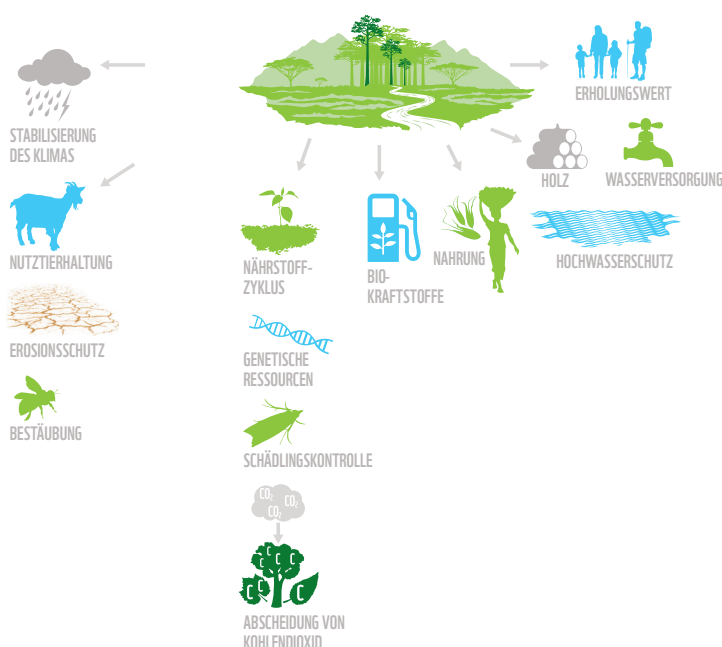 ERHOLUNGSWERT
STABILISIERUNG
DES KLIMAS
HOLZ
WASSERVERSORGUNG
NUTZTIERHALTUNG
NÄHRSTOFF-
ZYKLUS
BIO-
KRAFTSTOFFE
NAHRUNG
HOCHWASSERSCHUTZ
EROSIONSSCHUTZ
GENETISCHE
RESSOURCEN
BESTÄUBUNG
SCHÄDLINGSKONTROLLE
CO₂
CO₂
CO₂
C
C
C
C
C
C
C
ABSCHEIDUNG VON
KOHLENDIOXID